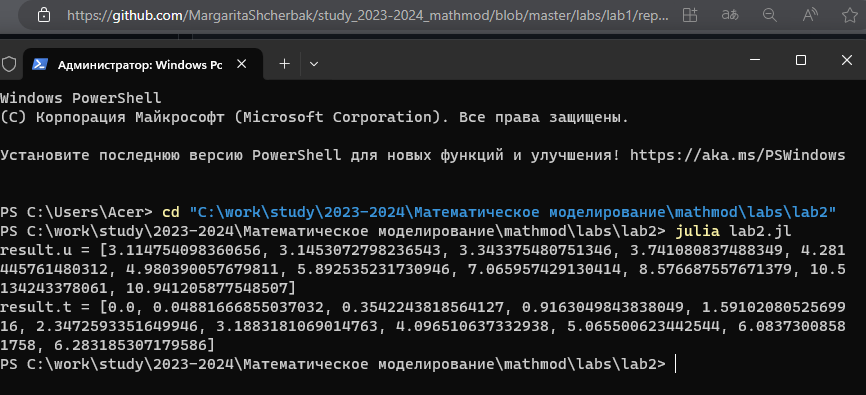 https://github.com/MargaritaShcherbak/study_2023-2024_mathmod/blob/master/labs/lab1/rep...
Администратор: Windows Po
Windows PowerShell
(C) Корпорация Майкрософт (Microsoft Corporation). Все права защищены.
Установите последнюю версию PowerShell для новых функций и улучшения! https://aka.ms/PSWindows
PS C:\Users\Acer> cd "C:\work\study\2023-2024\Математическое моделирование\mathmod\labs\lab2"
PS C:\work\study\2023-2024\Математическое моделирование\mathmod\labs\lab2> julia lab2.jl
result.u = [3.114754098360656, 3.1453072798236543, 3.343375480751346, 3.741080837488349, 4.281
445761480312, 4.980390057679811, 5.892535231730946, 7.065957429130414, 8.576687557671379, 10.5
5134243378061, 10.941205877548507]
result.t = [0.0, 0.04881666855037032, 0.3542243818564127, 0.9163049843838049, 1.59102080525699
16, 2.3472593351649946, 3.1883181069014763, 4.096510637332938, 5.065500623442544, 6.0837300858
1758, 6.283185307179586]
PS C:\work\study\2023-2024\Математическое моделирование\mathmod\labs\lab2>